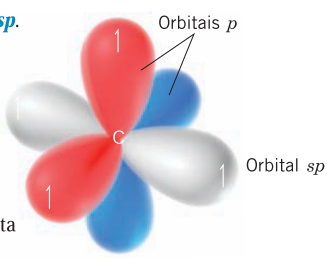 sp.
Orbitais p
1
1
C
1
1
Orbital sp
ta